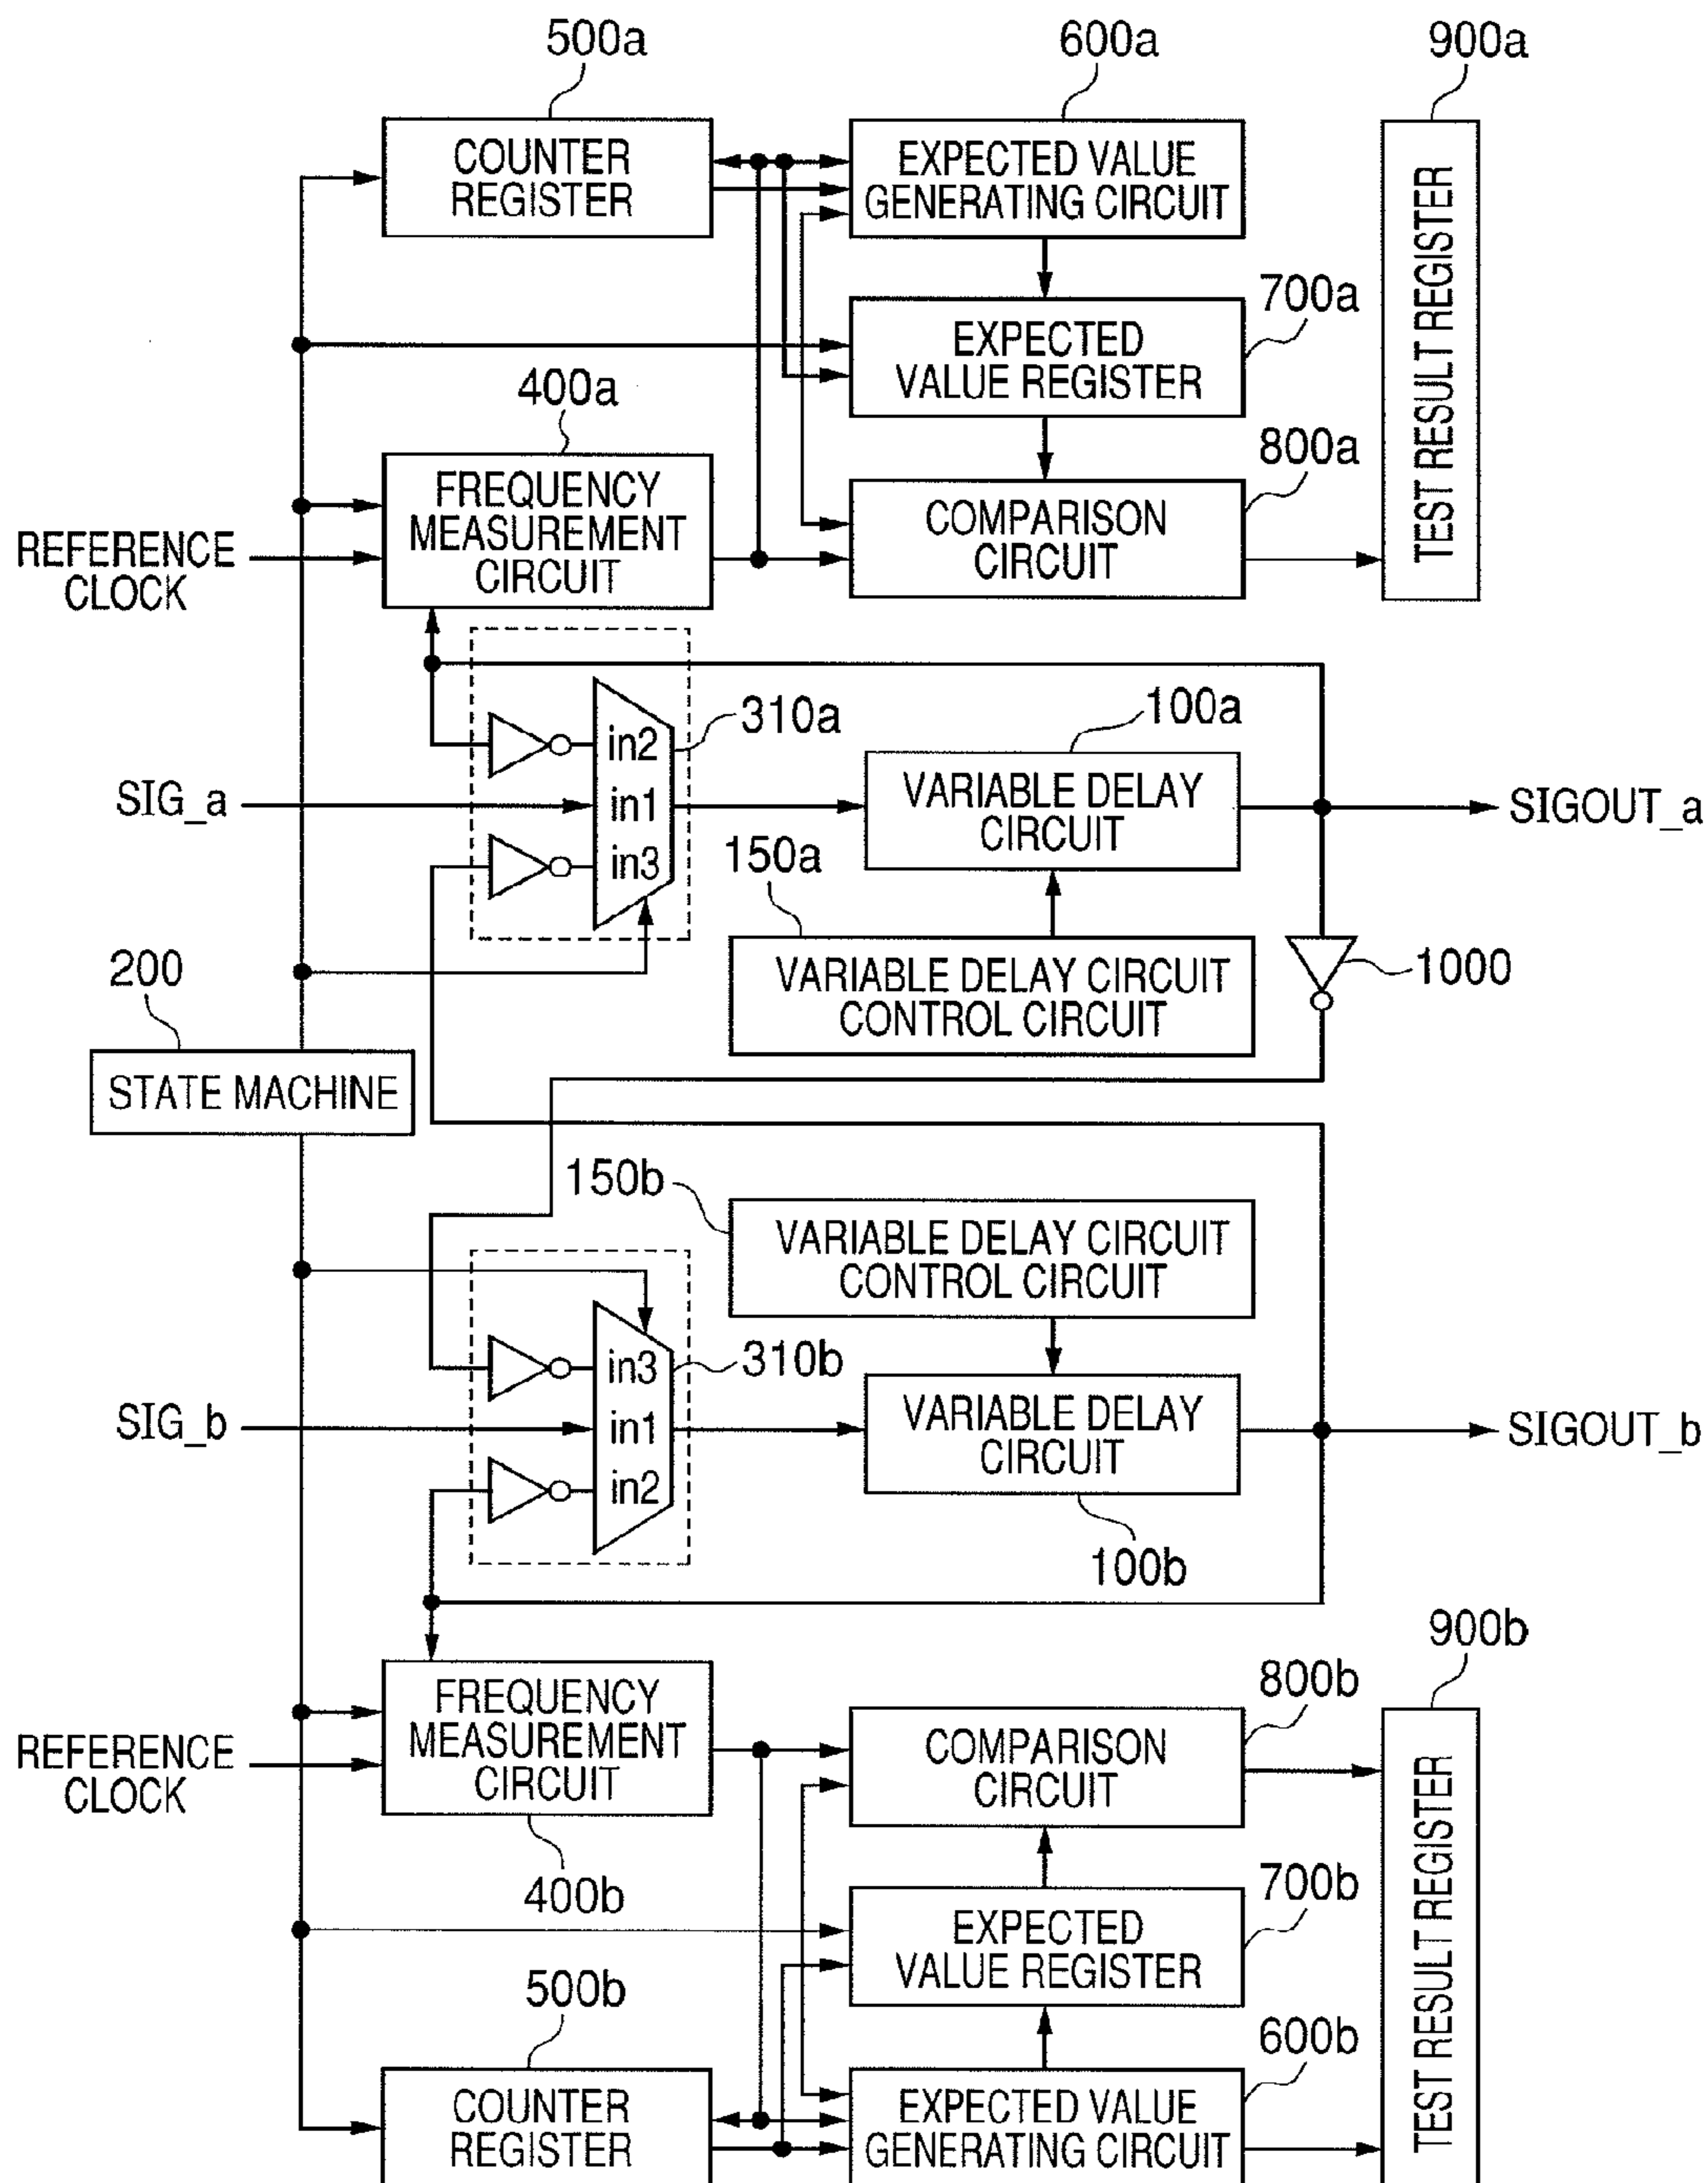 500a
600a
900a
COUNTER
REGISTER
EXPECTED VALUE
GENERATING CIRCUIT
TEST RESULT REGISTER
700a
EXPECTED
VALUE REGISTER
400a
800a
FREQUENCY
MEASUREMENT
CIRCUIT
COMPARISON
CIRCUIT
REFERENCE
CLOCK
310a
100a
in2
SIG_a
in1
VARIABLE DELAY
CIRCUIT
SIGOUT_a
in3
150a
200
VARIABLE DELAY CIRCUIT
CONTROL CIRCUIT
1000
STATE MACHINE
150b
VARIABLE DELAY CIRCUIT
CONTROL CIRCUIT
in3
310b
SIG_b
in1
VARIABLE DELAY
CIRCUIT
SIGOUT_b
in2
100b
900b
FREQUENCY
MEASUREMENT
CIRCUIT
800b
REFERENCE
CLOCK
COMPARISON
CIRCUIT
400b
700b
EXPECTED
VALUE REGISTER
TEST RESULT REGISTER
500b
600b
COUNTER
REGISTER
EXPECTED VALUE
GENERATING CIRCUIT